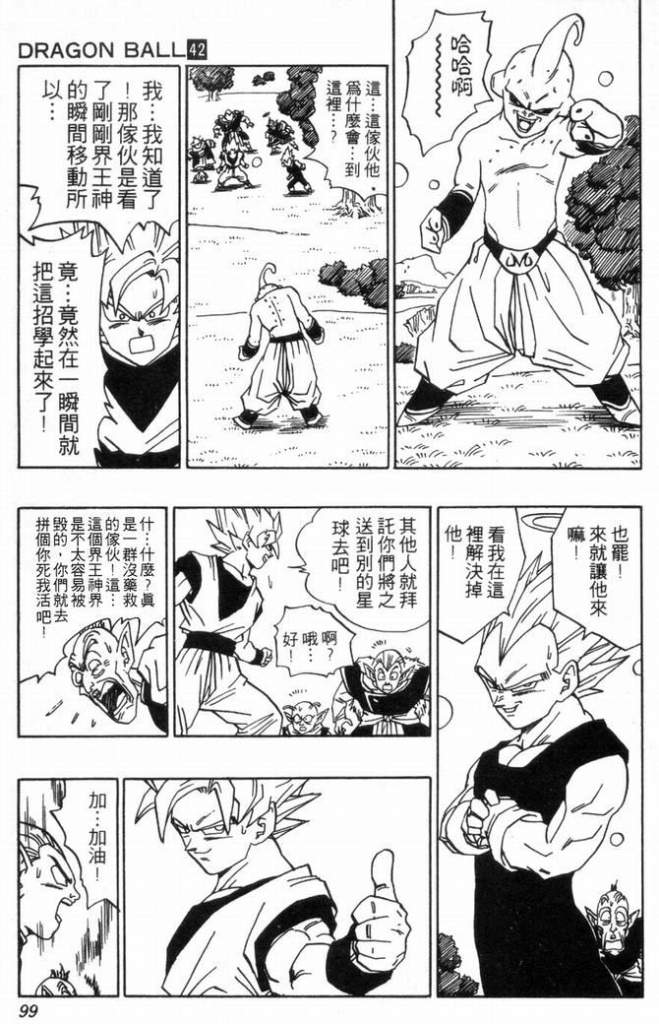 DRAGON BALL 42
哈
哈
啊
這…這傢伙他
為什麼會…到
這裡…？
我…我知道了
！那傢伙是看
了剛剛界王神
的瞬間移動所
以…
竟…竟然在一瞬間就
把這招學起來了！
也罷！
來就讓他來
嘛！
看我在這
裡解決掉
他！
其他人就拜
託你們將之
送到別的星
球去吧！
啊？
哦…
好！
什…什麼？眞
是一群沒藥救
的傢伙！這…
這個界王神界
是不太容易被
毀的，你們就去
拼個你死我活吧！
加…加油！
99